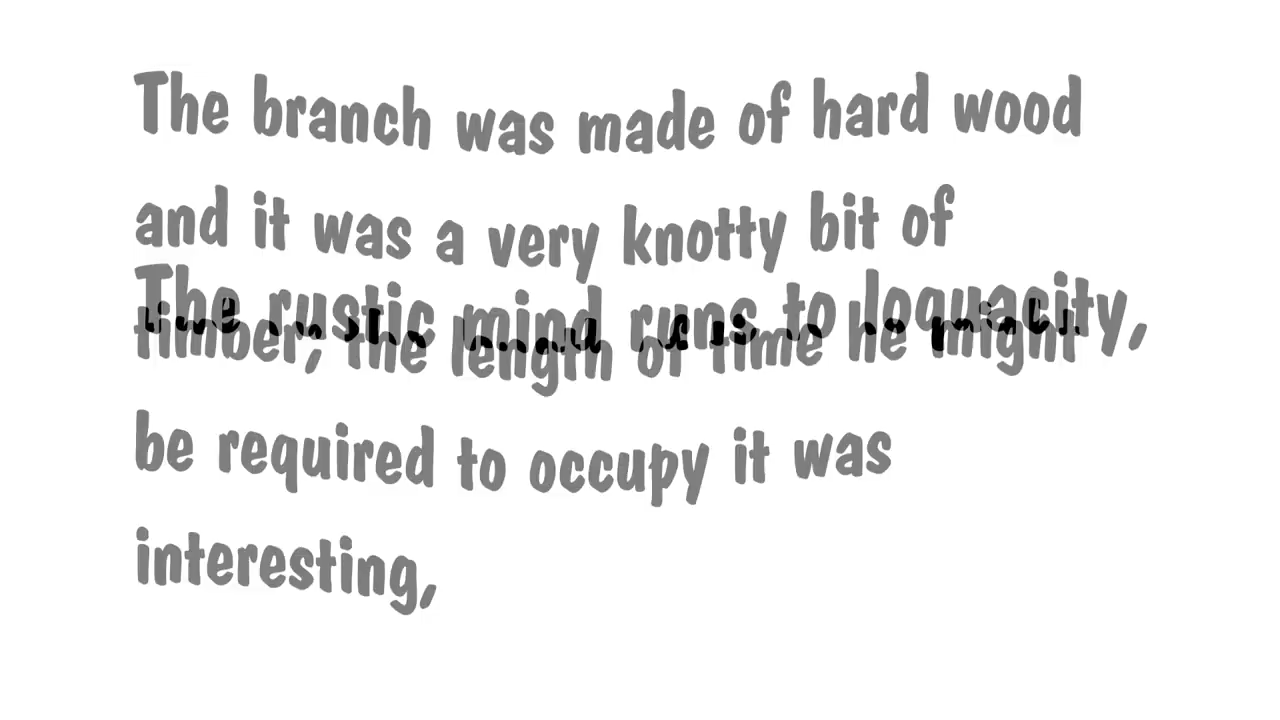 The branch was made of hard wood
and it was a very knotty bit of
The rustic mind runs to loquacity,
timber; the length of time he might
be required to occupy it was
interesting,